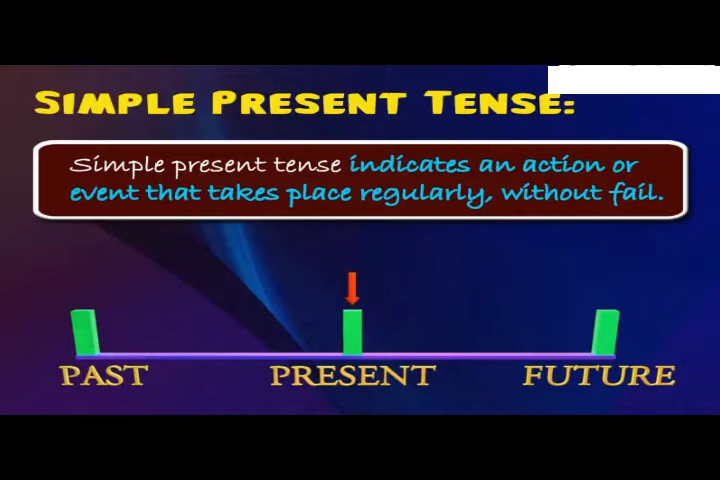 SIMPLE PRESENT TENSE:
Simple present tense indicates an action or
event that takes place regularly, without fail.
PAST PRESENT FUTURE